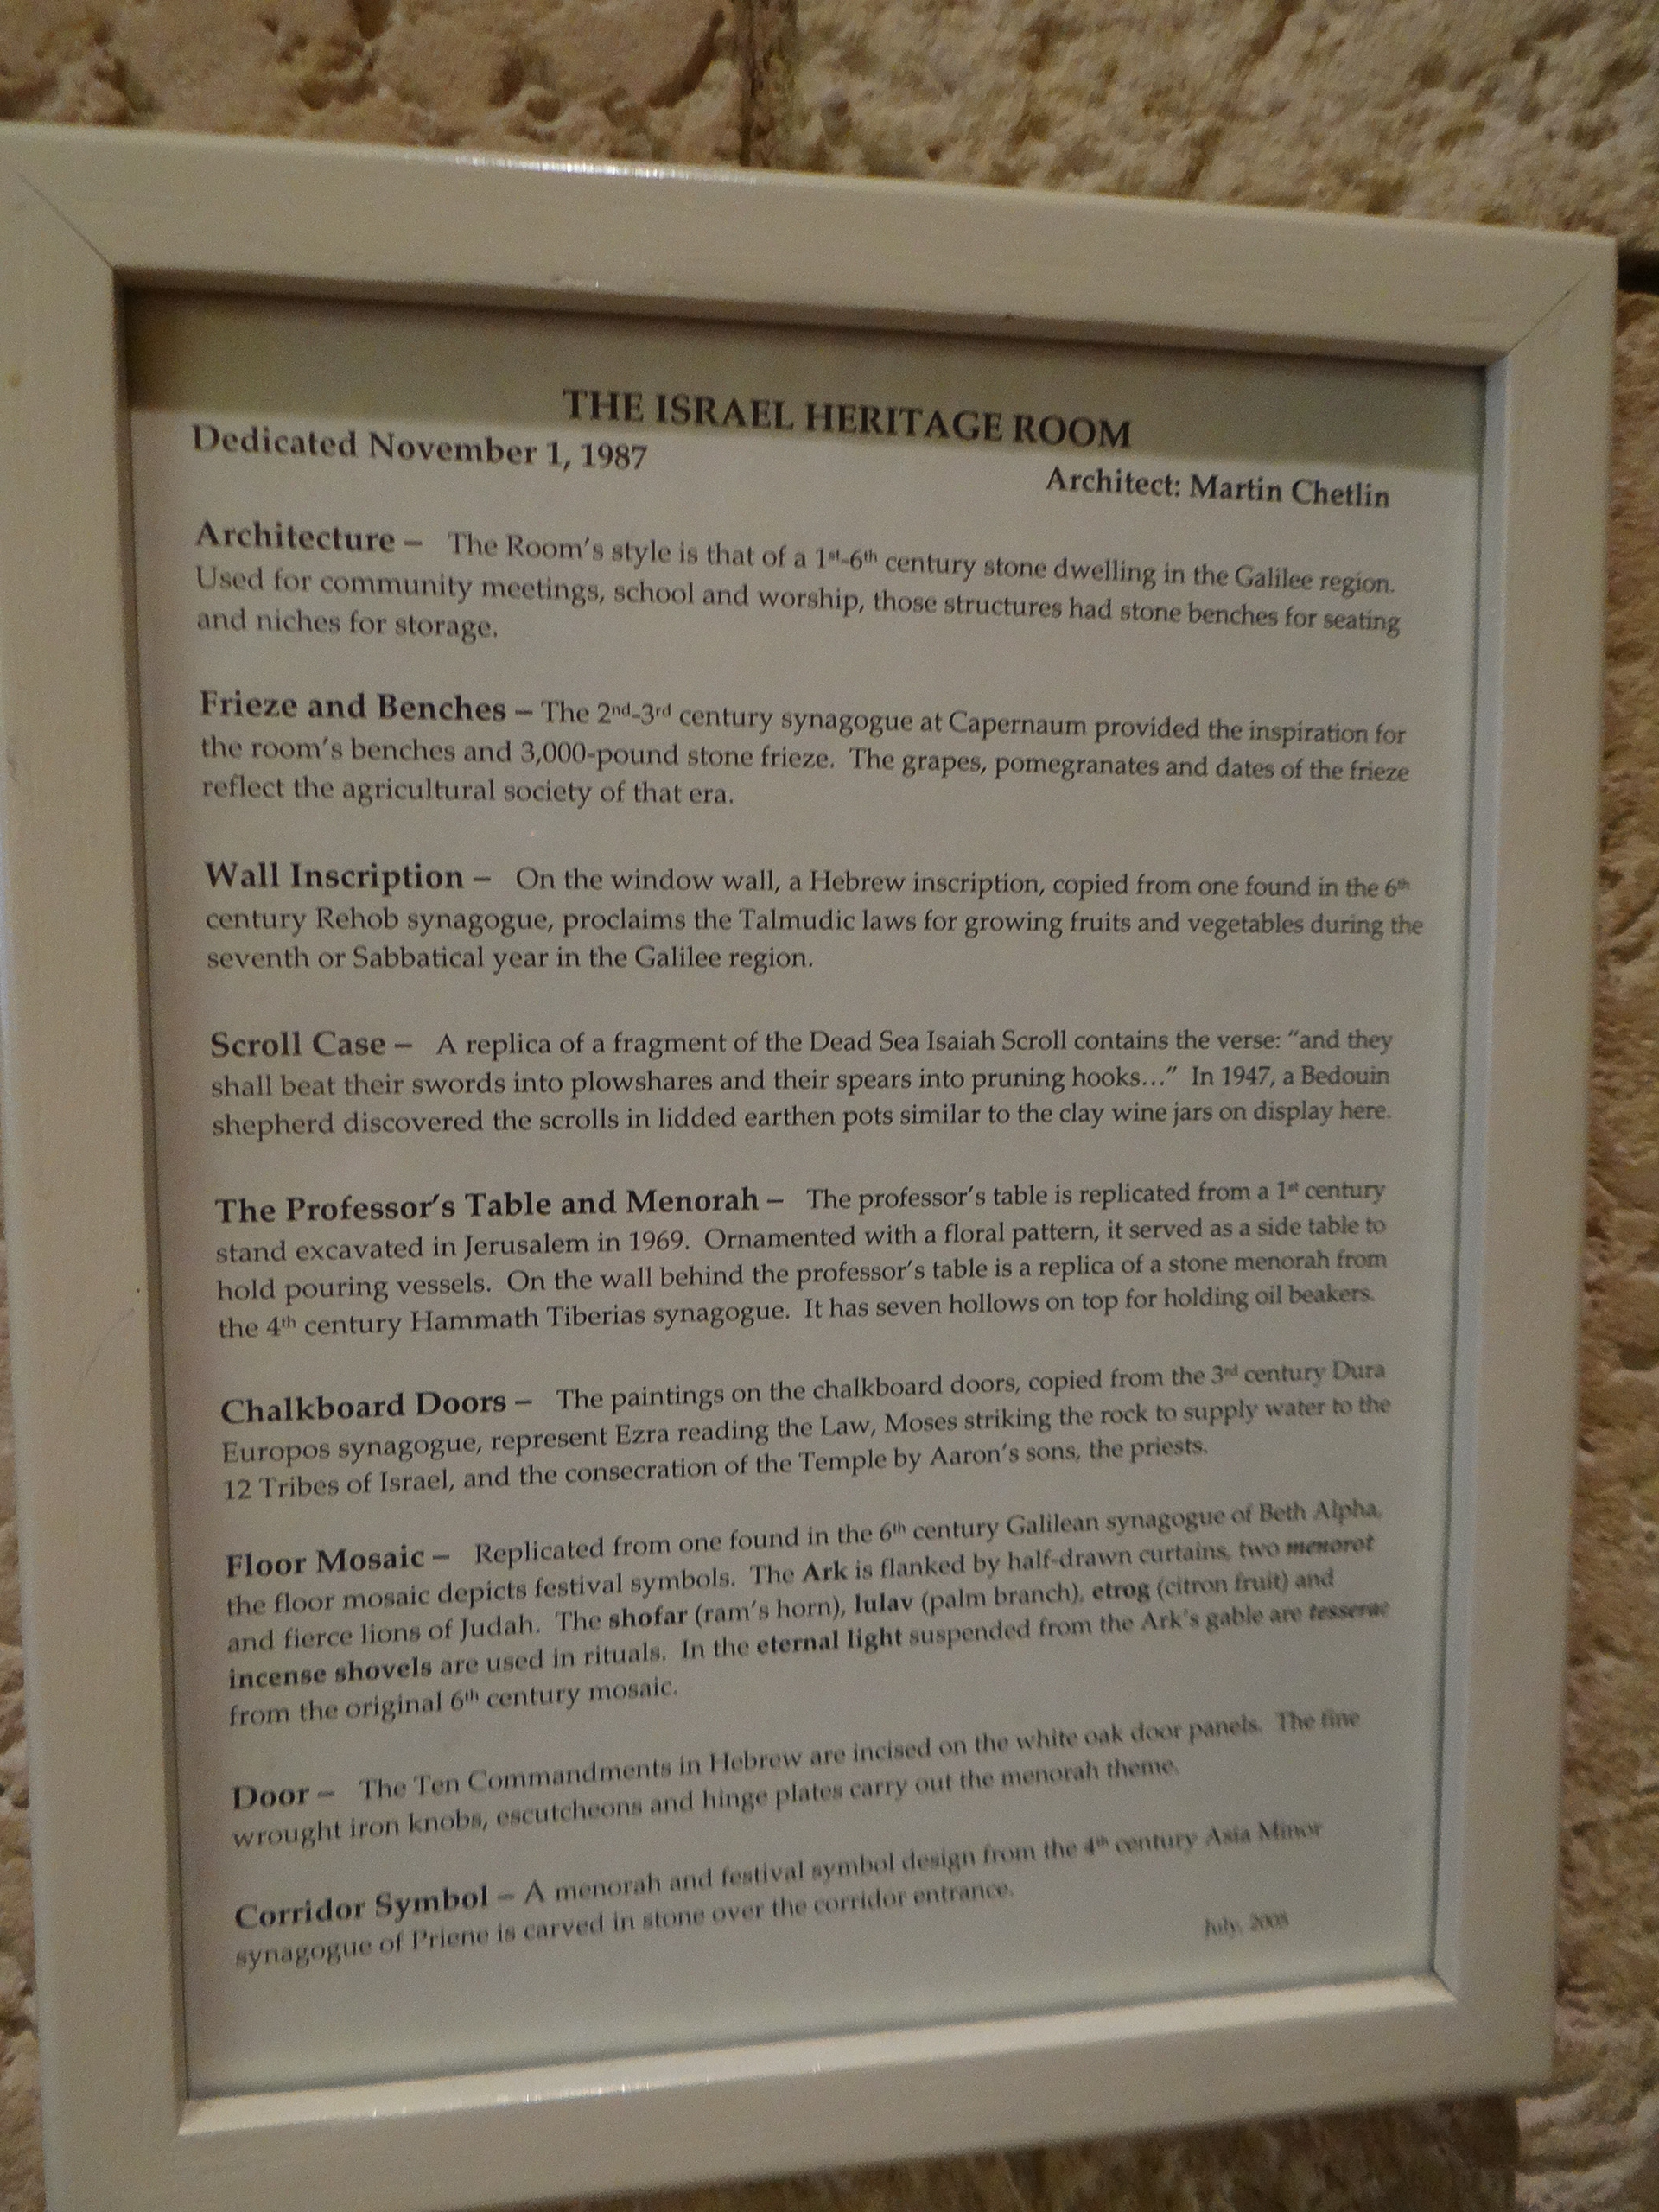 THE ISRAEL HERITAGE ROOM
Dedicated November 1, 1987
Architect: Martin Chetlin
Architecture – The Room's style is that of a 1st-6th century stone dwelling in the Galilee region.
Used for community meetings, school and worship, those structures had stone benches for seating
and niches for storage.
Frieze and Benches – The 2nd-3rd century synagogue at Capernaum provided the inspiration for
the room's benches and 3,000-pound stone frieze. The grapes, pomegranates and dates of the frieze
reflect the agricultural society of that era.
Wall Inscription – On the window wall, a Hebrew inscription, copied from one found in the 6th
century Rehob synagogue, proclaims the Talmudic laws for growing fruits and vegetables during the
seventh or Sabbatical year in the Galilee region.
Scroll Case – A replica of a fragment of the Dead Sea Isaiah Scroll contains the verse: "and they
shall beat their swords into plowshares and their spears into pruning hooks…" In 1947, a Bedouin
shepherd discovered the scrolls in lidded earthen pots similar to the clay wine jars on display here.
The Professor's Table and Menorah – The professor's table is replicated from a 1st century
stand excavated in Jerusalem in 1969. Ornamented with a floral pattern, it served as a side table to
hold pouring vessels. On the wall behind the professor's table is a replica of a stone menorah from
the 4th century Hammath Tiberias synagogue. It has seven hollows on top for holding oil beakers.
Chalkboard Doors – The paintings on the chalkboard doors, copied from the 3rd century Dura
Europos synagogue, represent Ezra reading the Law, Moses striking the rock to supply water to the
12 Tribes of Israel, and the consecration of the Temple by Aaron's sons, the priests.
Floor Mosaic – Replicated from one found in the 6th century Galilean synagogue of Beth Alpha,
the floor mosaic depicts festival symbols. The Ark is flanked by half-drawn curtains, two menorot
and fierce lions of Judah. The shofar (ram's horn), lulav (palm branch), etrog (citron fruit) and
incense shovels are used in rituals. In the eternal light suspended from the Ark's gable are tesserae
from the original 6th century mosaic.
Door – The Ten Commandments in Hebrew are incised on the white oak door panels. The fine
wrought iron knobs, escutcheons and hinge plates carry out the menorah theme.
Corridor Symbol – A menorah and festival symbol design from the 4th century Asia Minor
synagogue of Priene is carved in stone over the corridor entrance.
July, 2005